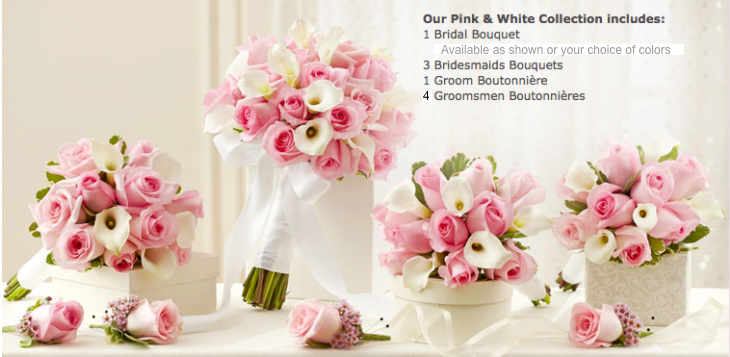 Our Pink & White Collection includes:
1 Bridal Bouquet
Available as shown or your choice of colors
3 Bridesmaids Bouquets
1 Groom Boutonnière
4 Groomsmen Boutonnières